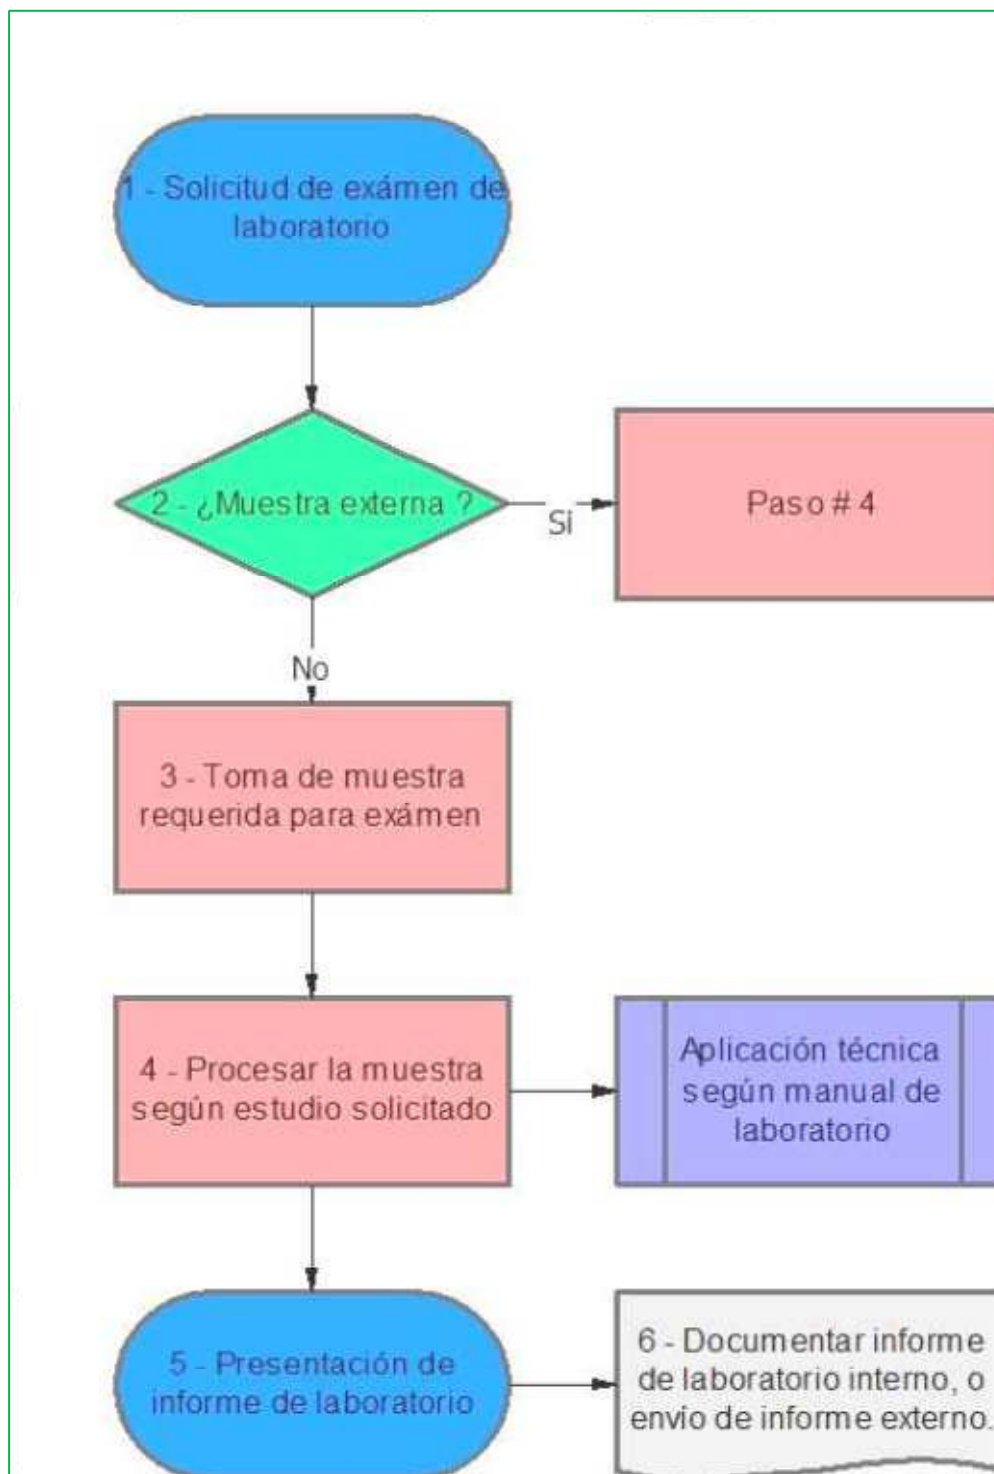 1 - Solicitud de exámen de
laboratorio
2 - ¿Muestra externa ?
Si
Paso # 4
No
3 - Toma de muestra
requerida para exámen
4 - Procesar la muestra
según estudio solicitado
Aplicación técnica
según manual de
laboratorio
5 - Presentación de
informe de laboratorio
6 - Documentar informe
de laboratorio interno, o
envío de informe externo.